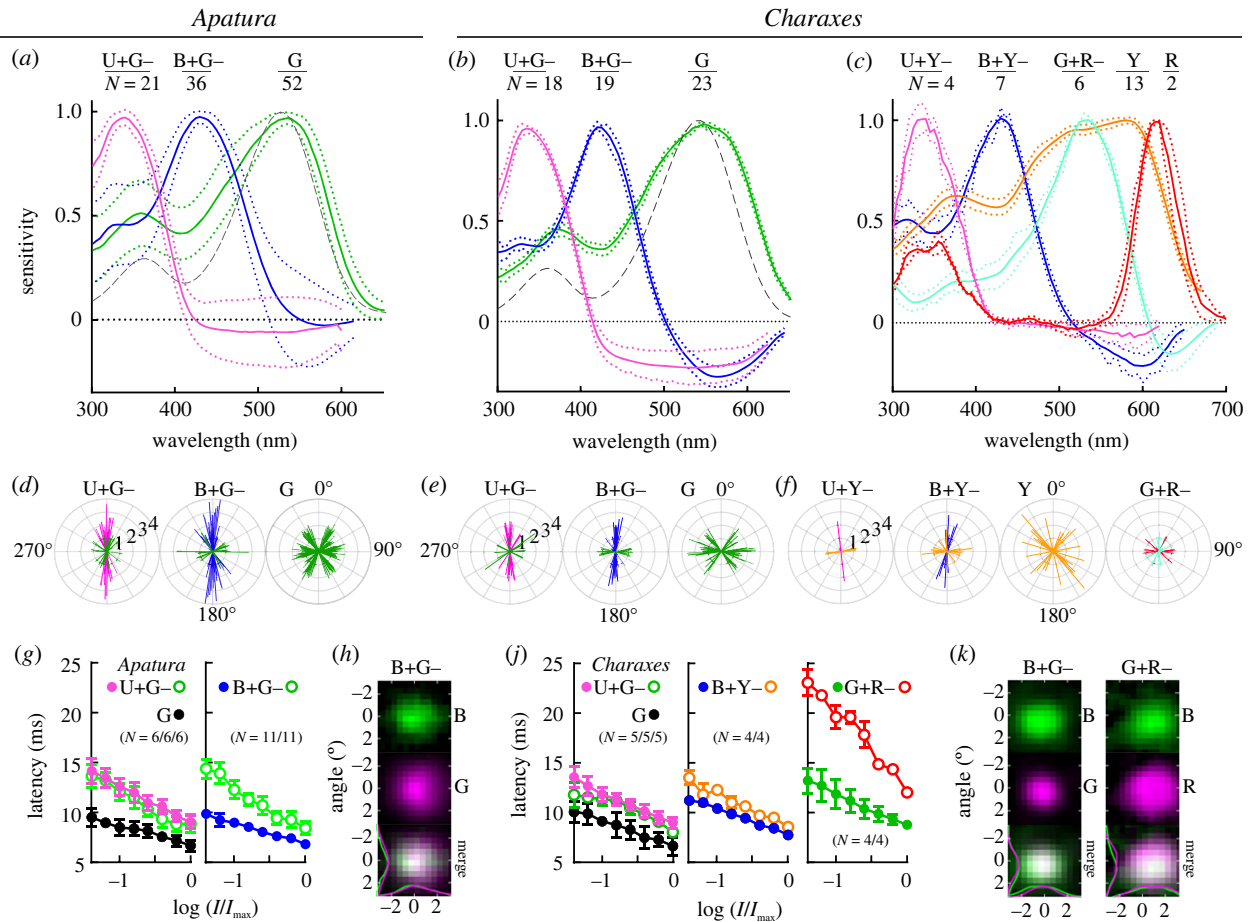 Apatura
Charaxes
(a)
U+G– B+G– G
N = 21 36 52
1.0
0.5
0
sensitivity
300 400 500 600
wavelength (nm)
(b)
U+G– B+G– G
N = 18 19 23
1.0
0.5
0
300 400 500 600
wavelength (nm)
(c)
U+Y– B+Y– G+R– Y R
N = 4 7 6 13 2
1.0
0.5
0
300 400 500 600 700
wavelength (nm)
(d)
U+G– B+G– G 0°
270° 1 2 3 4 90°
180°
(e)
U+G– B+G– G 0°
270° 1 2 3 4
(f)
U+Y– B+Y– Y 0° G+R–
1 2 3 4 90°
180°
(g)
Apatura
U+G–
G
(N = 6/6/6)
B+G–
(N = 11/11)
25
20
15
10
5
latency (ms)
–1 0 –1 0
log (I/Imax)
(h)
B+G–
–2 0 2 B
–2 0 2 G
–2 0 2 merge
angle (°)
–2 0 2
(j)
Charaxes
U+G–
G
(N = 5/5/5)
B+Y–
(N = 4/4)
G+R–
(N = 4/4)
25
20
15
10
5
latency (ms)
–1 0 –1 0 –1 0
log (I/Imax)
(k)
B+G– G+R–
–2 0 2 B B
–2 0 2 G R
–2 0 2 merge merge
angle (°)
–2 0 2 –2 0 2